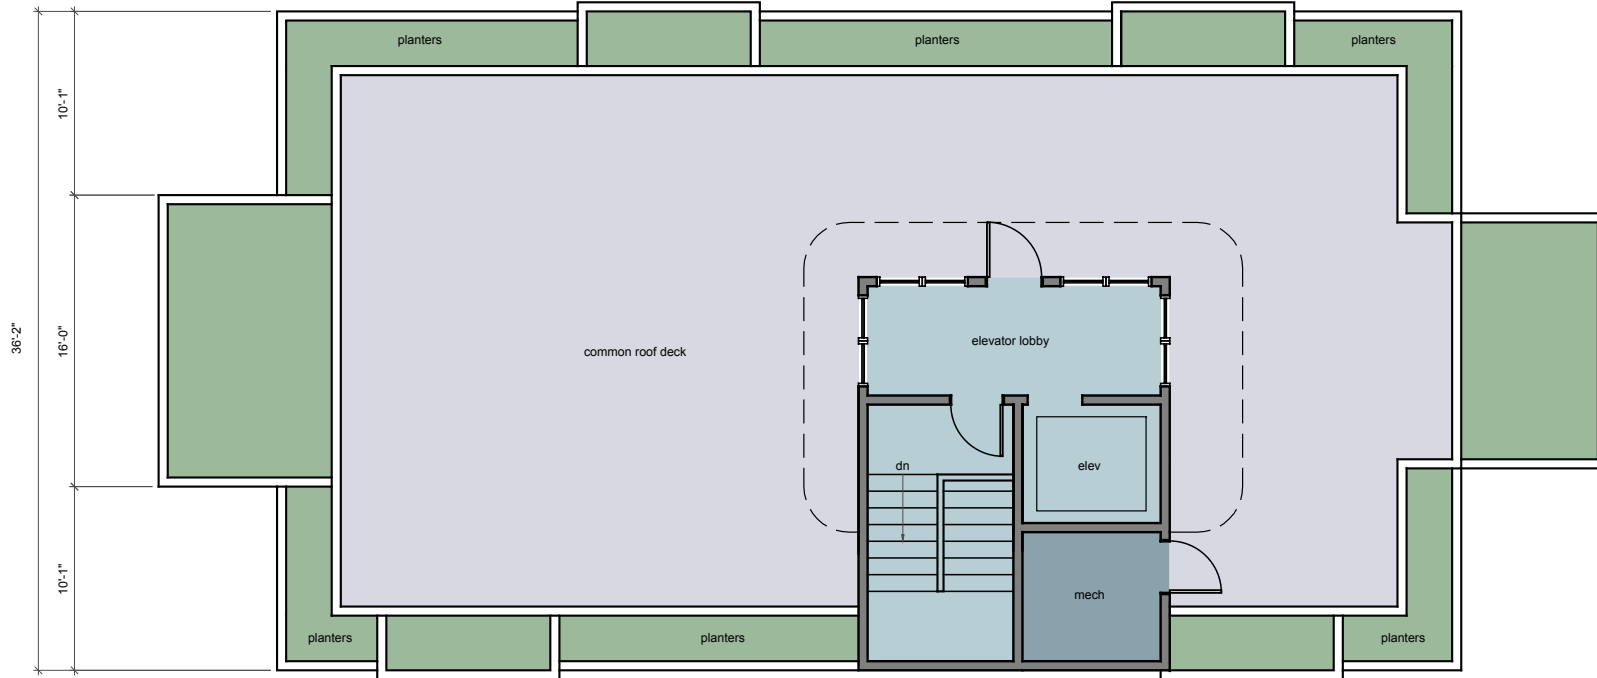 planters
planters
planters
10'-1"
36'-2"
16'-0"
elevator lobby
common roof deck
dn
elev
10'-1"
mech
planters
planters
planters